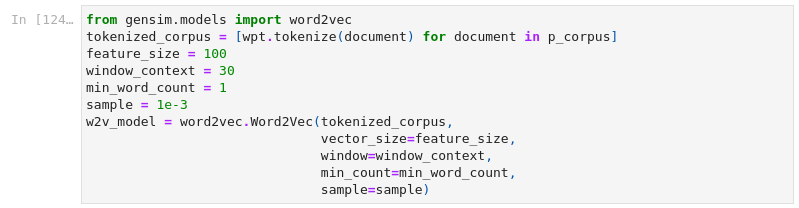 In [124…
from gensim.models import word2vec
tokenized_corpus = [wpt.tokenize(document) for document in p_corpus]
feature_size = 100
window_context = 30
min_word_count = 1
sample = 1e-3
w2v_model = word2vec.Word2Vec(tokenized_corpus,
                              vector_size=feature_size,
                              window=window_context,
                              min_count=min_word_count,
                              sample=sample)